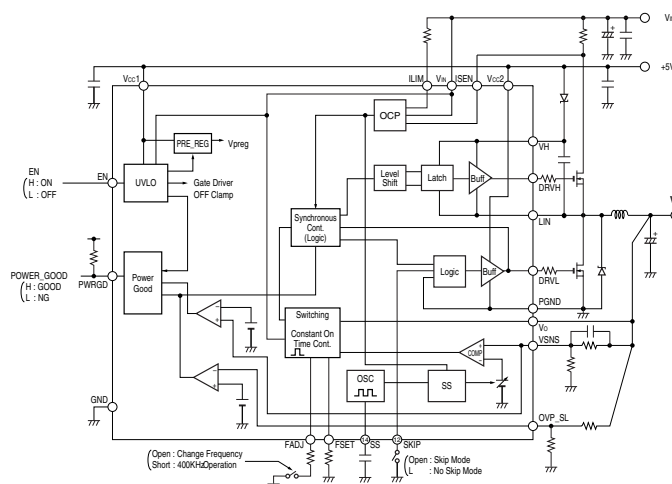 +5V
Vcc1
ILIM
VIN
ISEN
Vcc2
OCP
PRE_REG
Vpreg
EN
H : ON
L : OFF
EN
UVLO
Gate Driver
OFF Clamp
Level
Shift
Latch
Buff
VH
DRVH
LIN
Synchronous
Cont.
(Logic)
POWER_GOOD
H : GOOD
L : NG
PWRGD
Power
Good
Logic
Buff
DRVL
PGND
Vo
VSNS
Switching
Constant On
Time Cont.
COMP
OSC
SS
OVP_SL
GND
FADJ
FSET
14
SS
12
SKIP
Open : Change Frequency
Short : 400KHzOperation
Open : Skip Mode
L : No Skip Mode